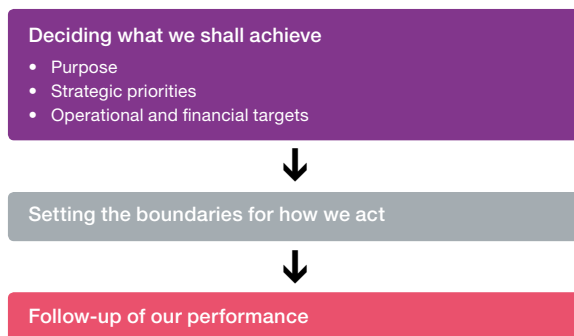 Deciding what we shall achieve
• Purpose
• Strategic priorities
• Operational and financial targets
Setting the boundaries for how we act
Follow-up of our performance